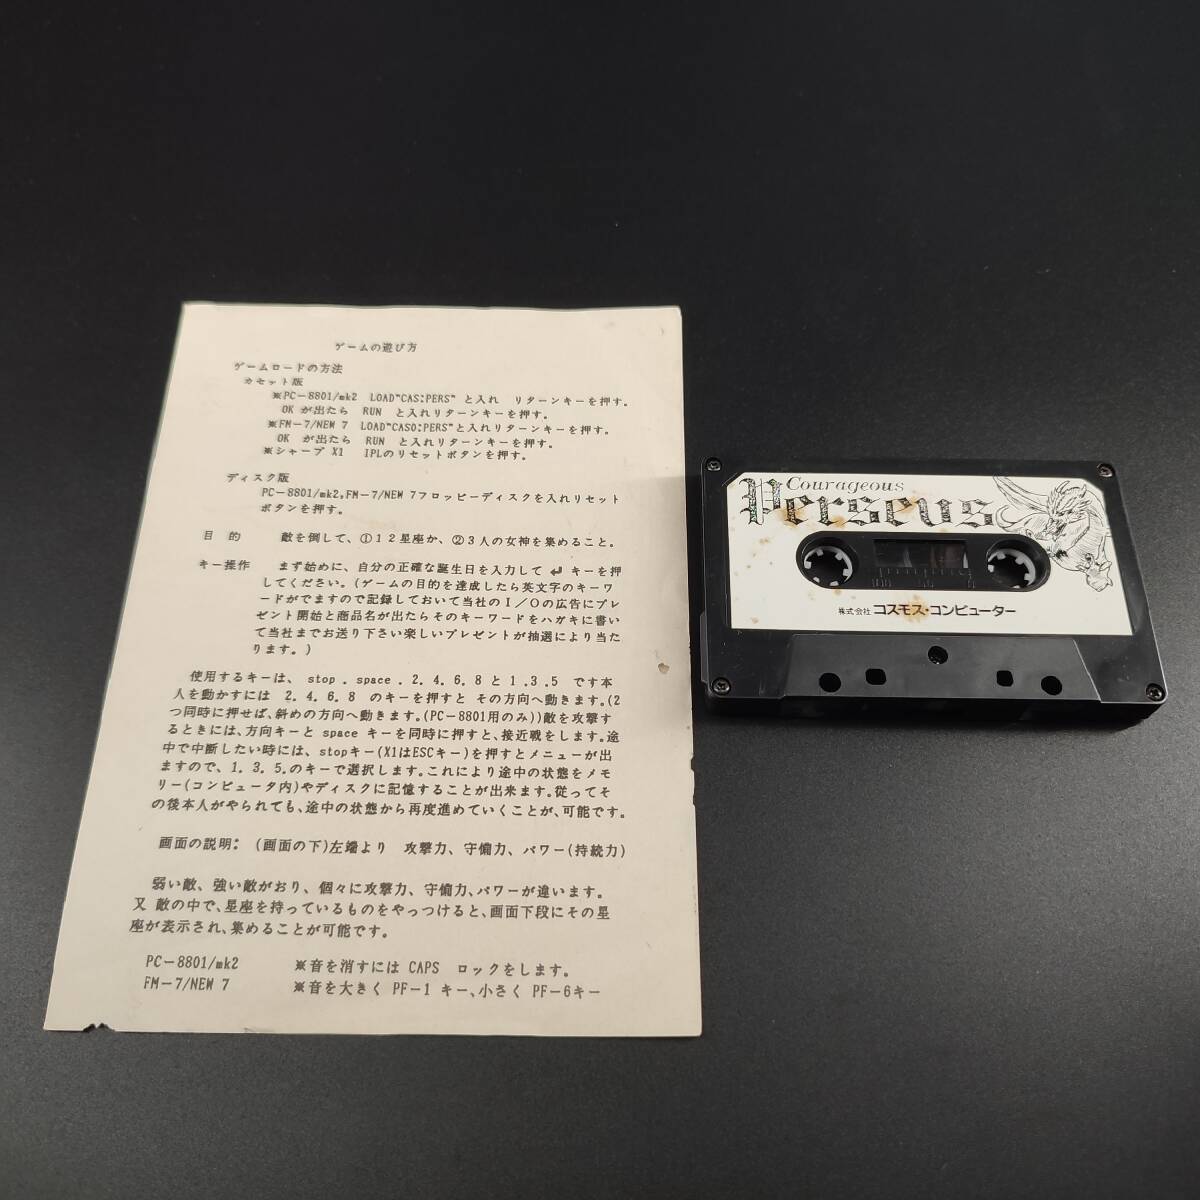 ゲームの遊び方
ゲームロードの方法
カセット版
※PC-8801/mk2 LOAD"CAS:PERS" と入れ リターンキーを押す。
OK が出たら RUN と入れリターンキーを押す。
※FM-7/NEW 7 LOAD"CAS0:PERS"と入れリターンキーを押す。
OK が出たら RUN と入れリターンキーを押す。
※シャープ X1 IPLのリセットボタンを押す。
ディスク版
PC-8801/mk2,FM-7/NEW 7フロッピーディスクを入れリセット
ボタンを押す。
目 的 敵を倒して、①12星座か、②3人の女神を集めること。
キー操作 まず始めに、自分の正確な誕生日を入力して ↵ キーを押
してください。(ゲームの目的を達成したら英文字のキーワ
ードがでますので記録しておいて当社のI/Oの広告にプレ
ゼント開始と商品名が出たらそのキーワードをハガキに書い
て当社までお送り下さい楽しいプレゼントが抽選により当た
ります。)
使用するキーは、 stop . space . 2. 4. 6. 8 と 1 .3 .5 です本
人を動かすには 2. 4. 6. 8 のキーを押すと その方向へ動きます。(2
つ同時に押せば、斜めの方向へ動きます。(PC-8801用のみ))敵を攻撃す
るときには、方向キーと space キーを同時に押すと、接近戦をします。途
中で中断したい時には、stopキー(X1はESCキー)を押すとメニューが出
ますので、1. 3. 5.のキーで選択します。これにより途中の状態をメモ
リー(コンピュータ内)やディスクに記憶することが出来ます。従ってそ
の後本人がやられても、途中の状態から再度進めていくことが、可能です。
画面の説明: (画面の下)左端より 攻撃力、守備力、パワー(持続力)
弱い敵、強い敵がおり、個々に攻撃力、守備力、パワーが違います。
又 敵の中で、星座を持っているものをやっつけると、画面下段にその星
座が表示され、集めることが可能です。
PC-8801/mk2 ※音を消すには CAPS ロックをします。
FM-7/NEW 7 ※音を大きく PF-1 キー、小さく PF-6キー
Courageous
Perseus
100 50 0
株式会社 コスモス・コンピューター